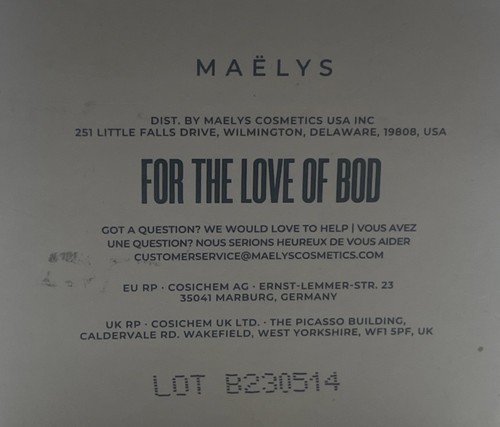 MAËLYS
DIST. BY MAELYS COSMETICS USA INC
251 LITTLE FALLS DRIVE, WILMINGTON, DELAWARE, 19808, USA
FOR THE LOVE OF BOD
GOT A QUESTION? WE WOULD LOVE TO HELP | VOUS AVEZ
UNE QUESTION? NOUS SERIONS HEUREUX DE VOUS AIDER
CUSTOMERSERVICE@MAELYSCOSMETICS.COM
EU RP · COSICHEM AG · ERNST-LEMMER-STR. 23
35041 MARBURG, GERMANY
UK RP · COSICHEM UK LTD. · THE PICASSO BUILDING,
CALDERVALE RD. WAKEFIELD, WEST YORKSHIRE, WF1 5PF, UK
LOT B230514